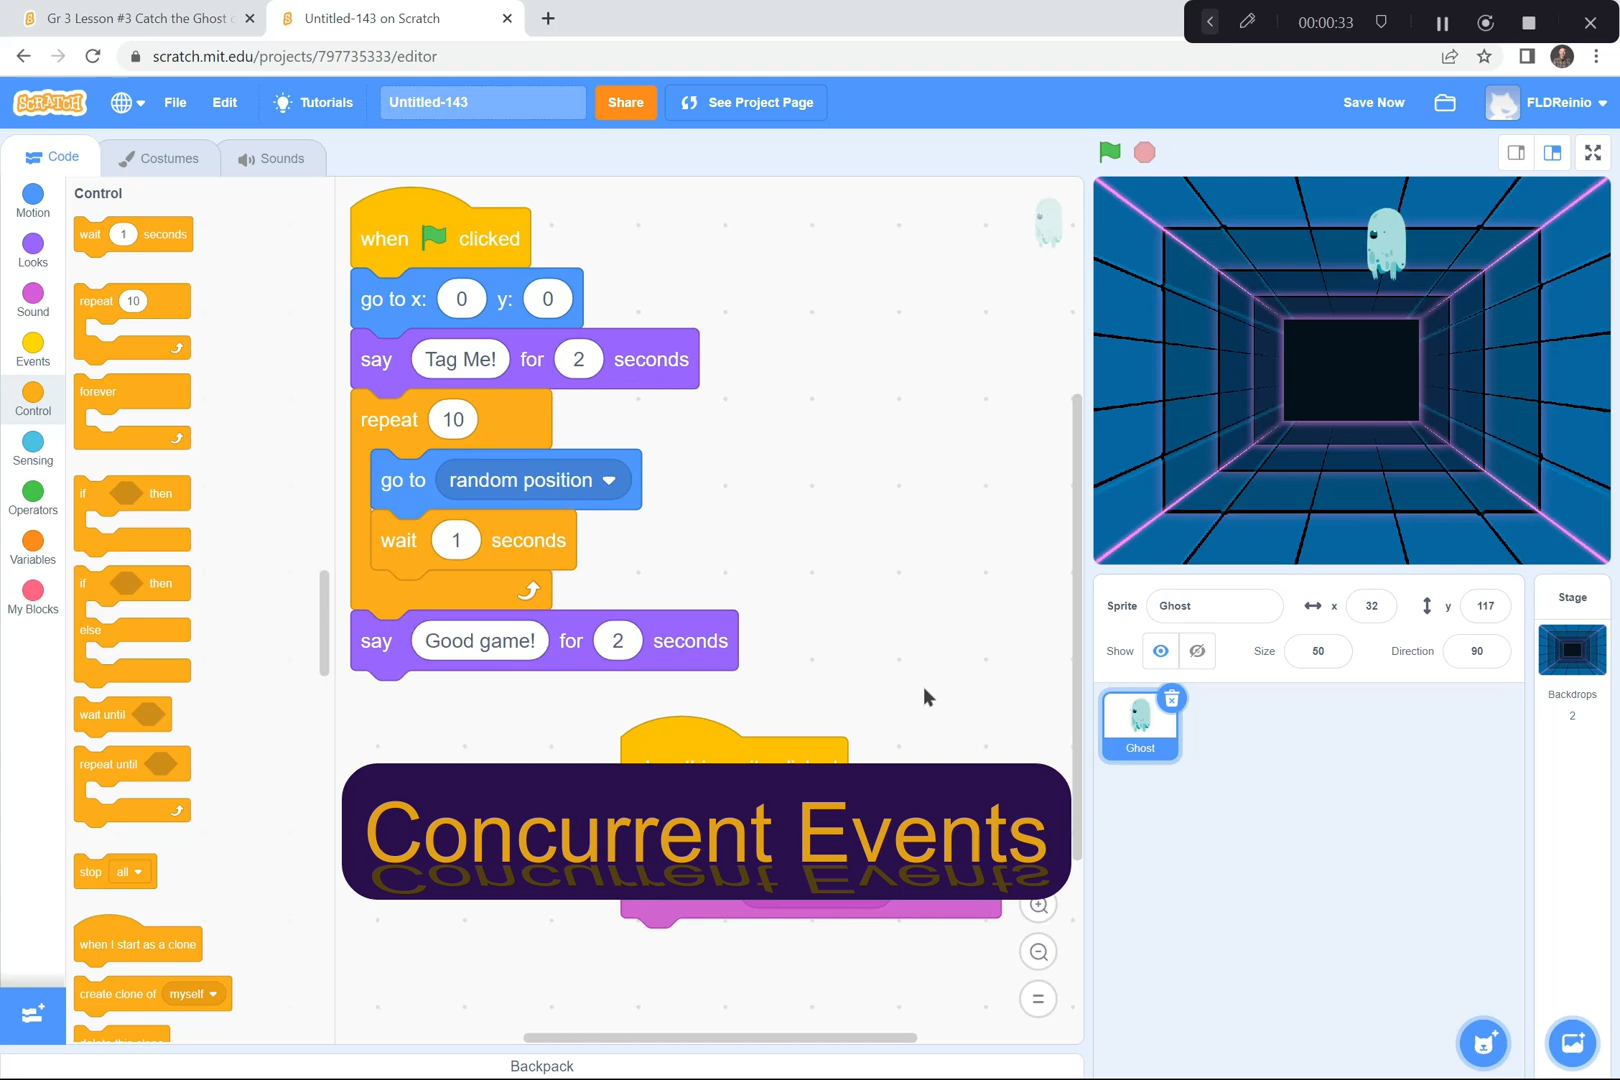 Gr 3 Lesson #3 Catch the Ghost
Untitled-143 on Scratch
00:00:33
scratch.mit.edu/projects/797735333/editor
SCRATCH
File
Edit
Tutorials
Untitled-143
Share
See Project Page
Save Now
FLDReinio
Code
Costumes
Sounds
Motion
Looks
Sound
Events
Control
Sensing
Operators
Variables
My Blocks
Control
wait 1 seconds
repeat 10
forever
if then
if then
else
wait until
repeat until
stop all
when I start as a clone
create clone of myself
when clicked
go to x: 0 y: 0
say Tag Me! for 2 seconds
repeat 10
go to random position
wait 1 seconds
say Good game! for 2 seconds
Concurrent Events
Backpack
Sprite Ghost x 32 y 117
Show Size 50 Direction 90
Ghost
Stage
Backdrops
2